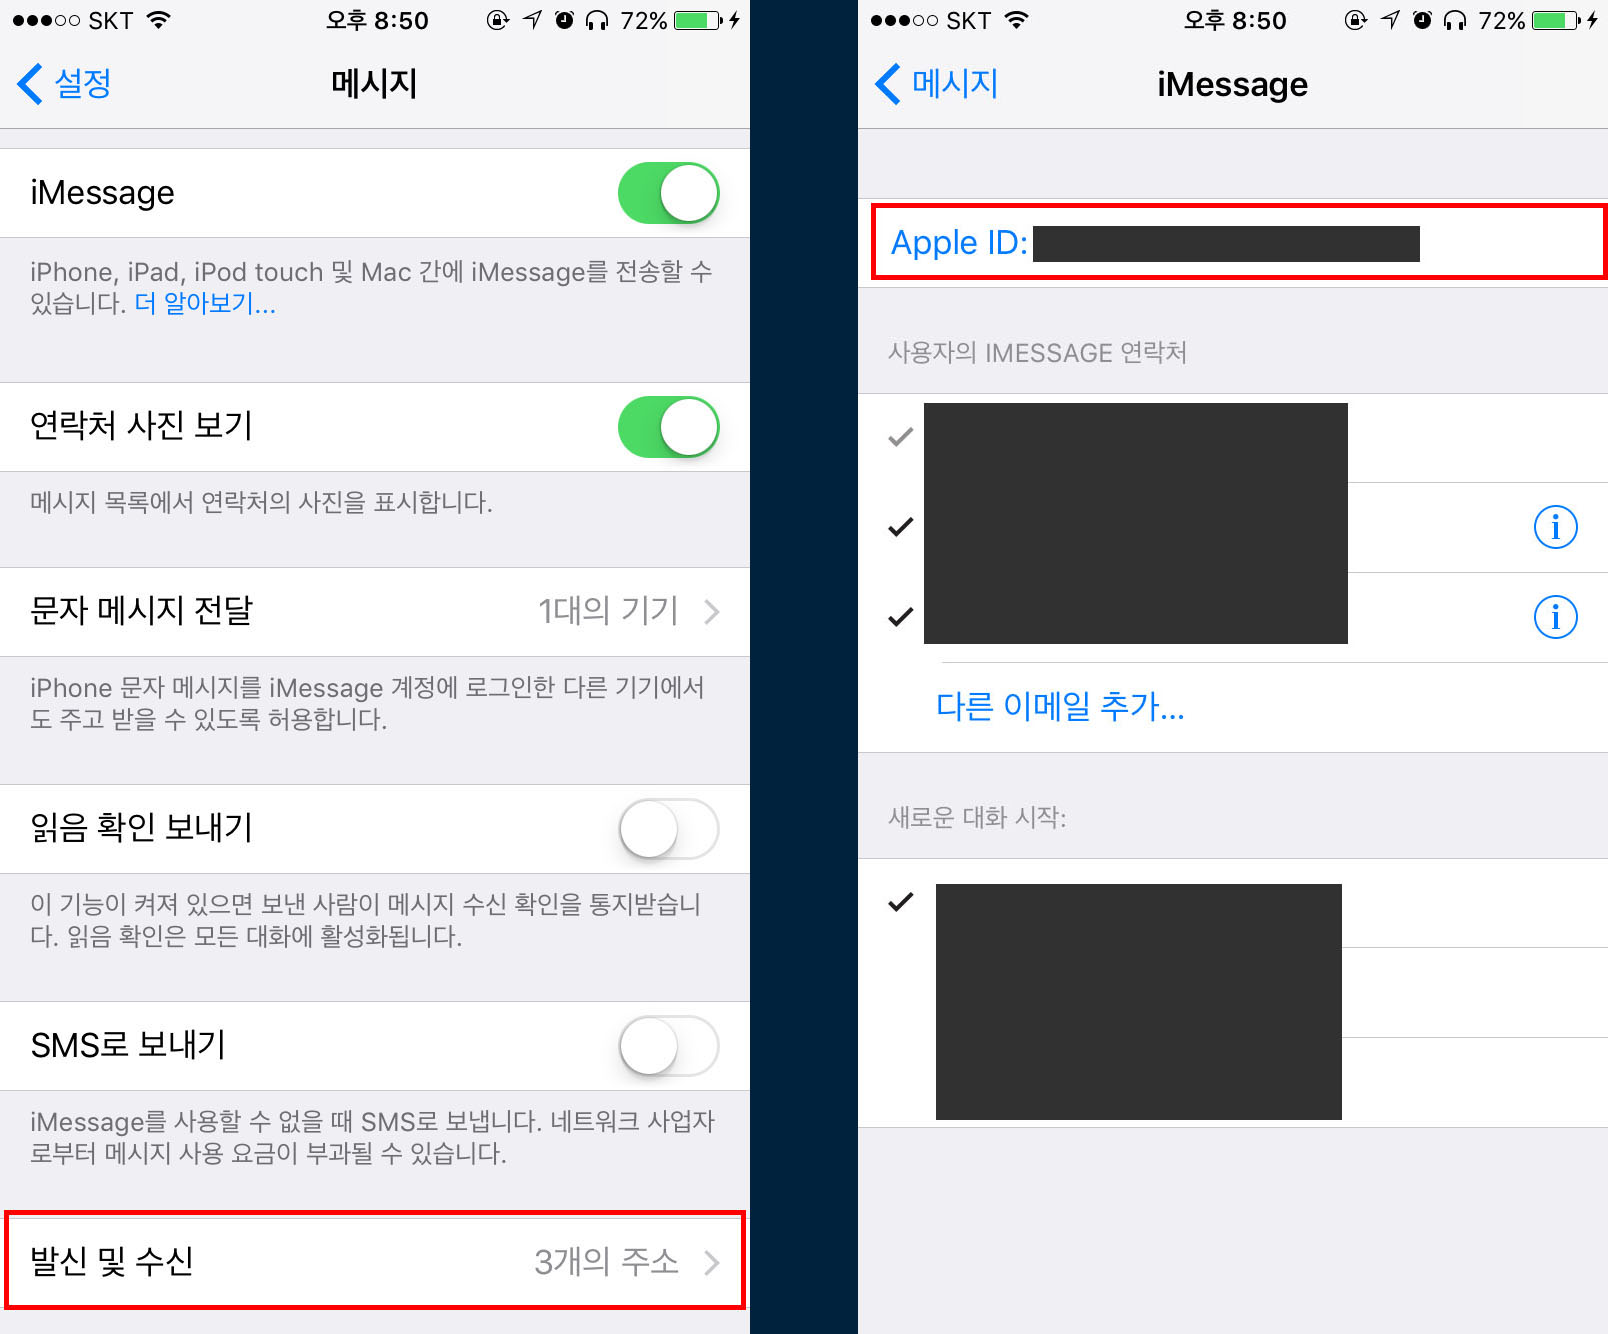 SKT 오후 8:50 72%
설정 메시지
iMessage
iPhone, iPad, iPod touch 및 Mac 간에 iMessage를 전송할 수
있습니다. 더 알아보기...
연락처 사진 보기
메시지 목록에서 연락처의 사진을 표시합니다.
문자 메시지 전달 1대의 기기
iPhone 문자 메시지를 iMessage 계정에 로그인한 다른 기기에서
도 주고 받을 수 있도록 허용합니다.
읽음 확인 보내기
이 기능이 켜져 있으면 보낸 사람이 메시지 수신 확인을 통지받습니
다. 읽음 확인은 모든 대화에 활성화됩니다.
SMS로 보내기
iMessage를 사용할 수 없을 때 SMS로 보냅니다. 네트워크 사업자
로부터 메시지 사용 요금이 부과될 수 있습니다.
발신 및 수신 3개의 주소
SKT 오후 8:50 72%
메시지 iMessage
Apple ID:
사용자의 IMESSAGE 연락처
다른 이메일 추가...
새로운 대화 시작: